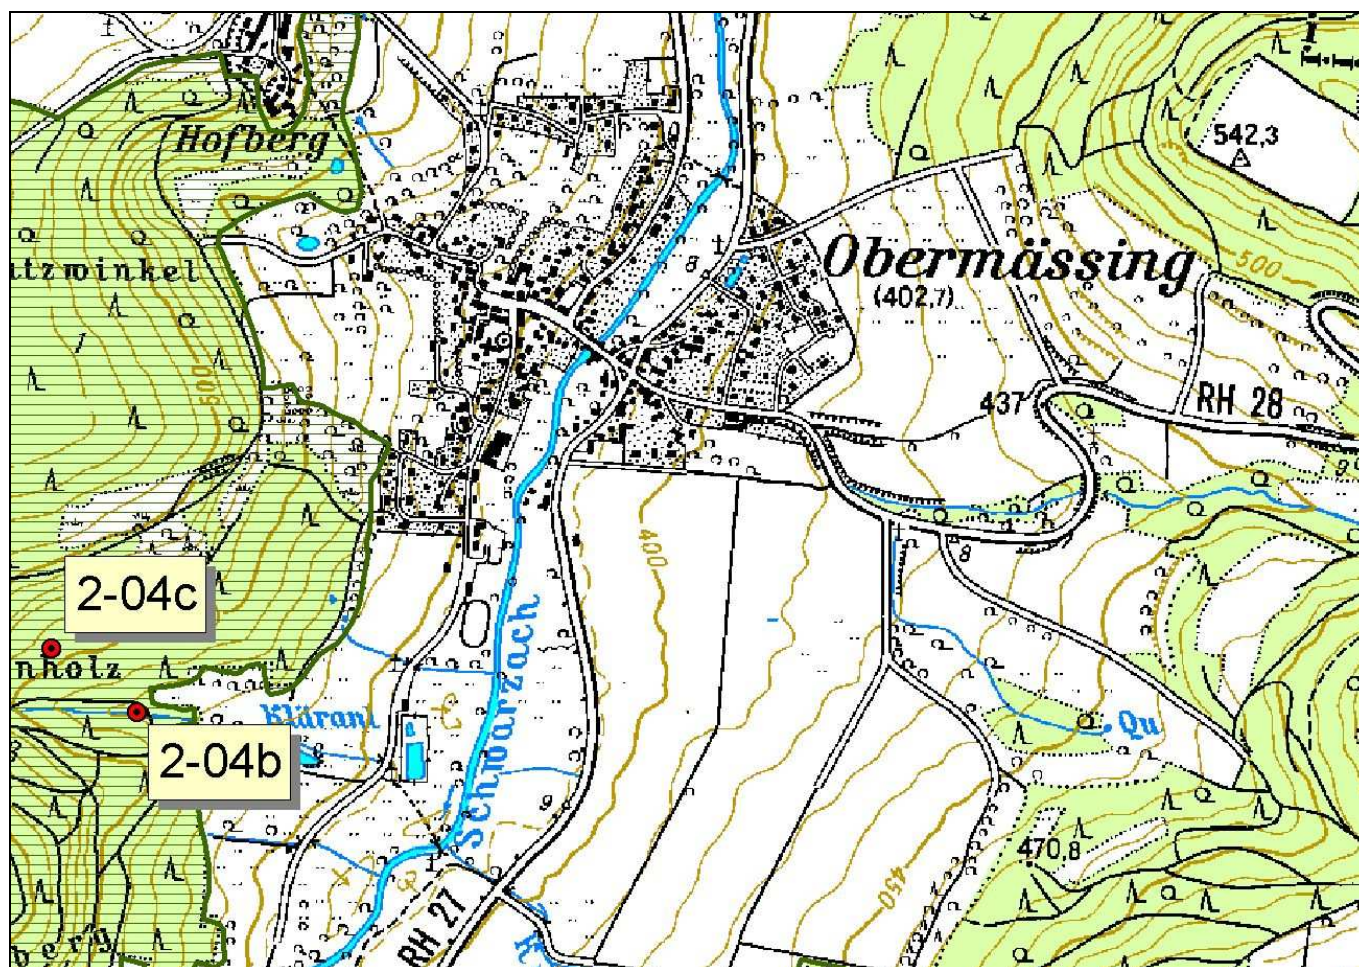 542,3
Hofberg
Obermässing
(402,7)
500
500
437
RH 28
400
2-04c
nholz
Schwarzach
Kläranl
Qu
2-04b
470,8
450
RH 27
berg